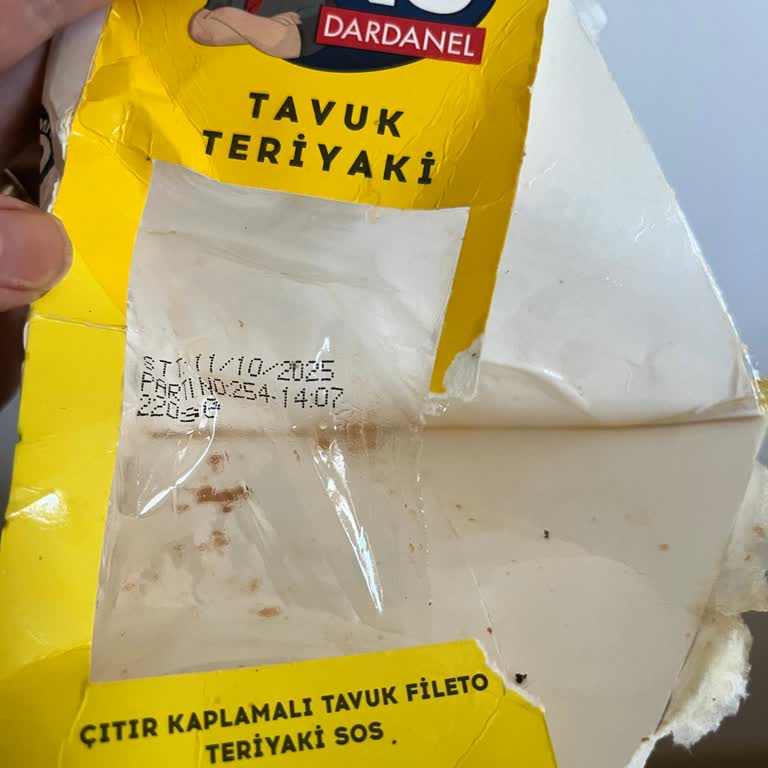 DARDANEL
TAVUK
TERİYAKİ
STT:11/10/2025
PARTİ NO:254-14:07
220g e
ÇITIR KAPLAMALI TAVUK FİLETO
TERİYAKİ SOS